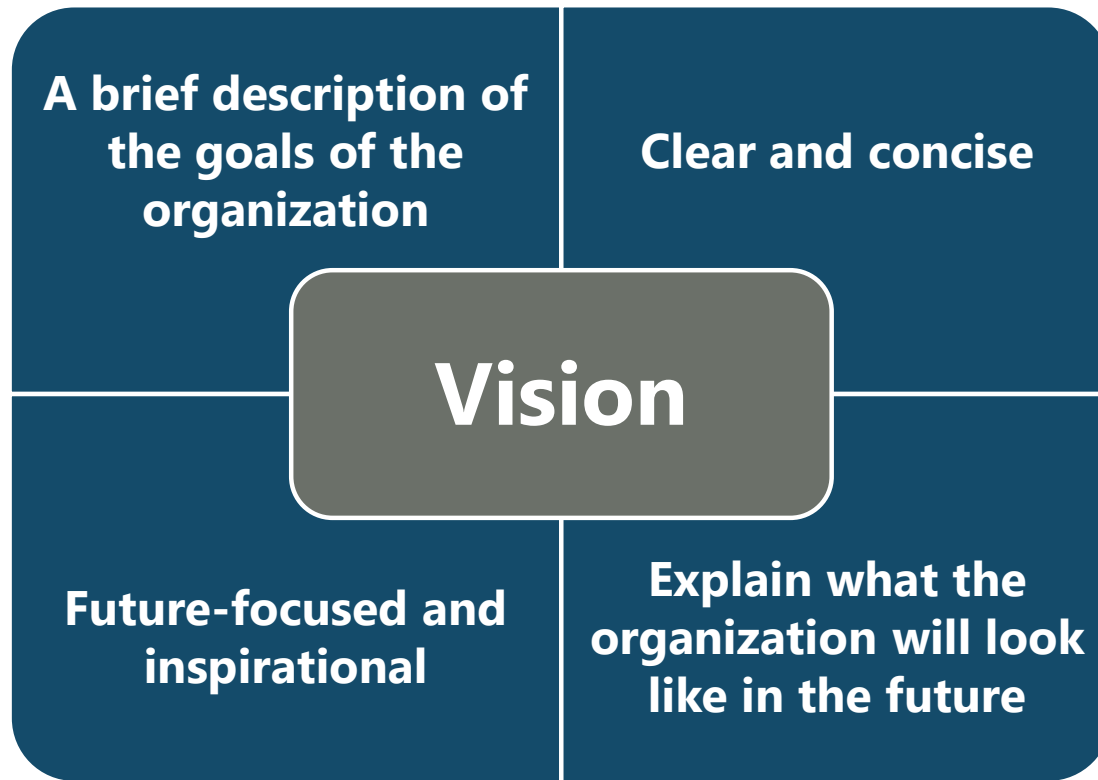 A brief description of
the goals of the
organization
Clear and concise
Vision
Future-focused and
inspirational
Explain what the
organization will look
like in the future